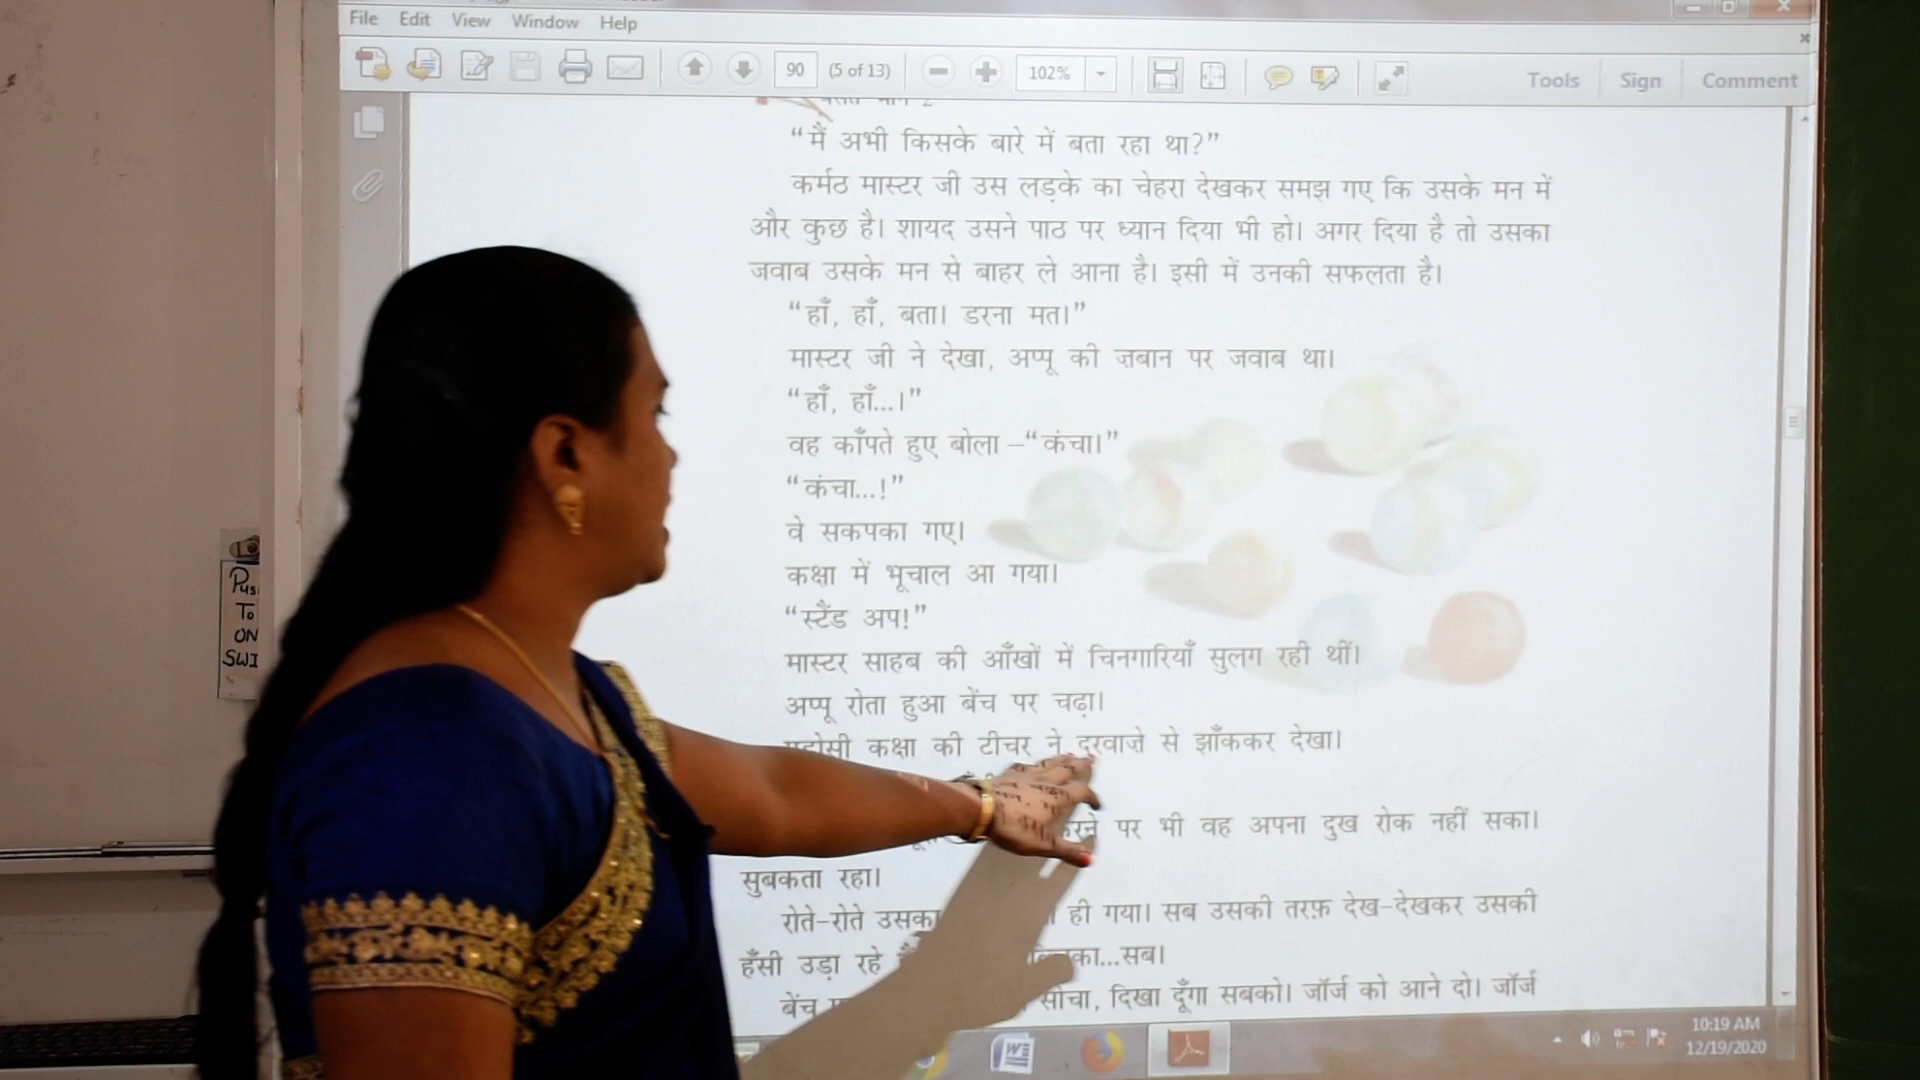 File Edit View Window Help
90 (5 of 13) 102% Tools Sign Comment
“मैं अभी किसके बारे में बता रहा था?”
कर्मठ मास्टर जी उस लड़के का चेहरा देखकर समझ गए कि उसके मन में
और कुछ है। शायद उसने पाठ पर ध्यान दिया भी हो। अगर दिया है तो उसका
जवाब उसके मन से बाहर ले आना है। इसी में उनकी सफलता है।
“हाँ, हाँ, बता। डरना मत।”
मास्टर जी ने देखा, अप्पू की ज़बान पर जवाब था।
“हाँ, हाँ...।”
वह काँपते हुए बोला –“कंचा।”
“कंचा...!”
वे सकपका गए।
कक्षा में भूचाल आ गया।
“स्टैंड अप!”
मास्टर साहब की आँखों में चिनगारियाँ सुलग रही थीं।
अप्पू रोता हुआ बेंच पर चढ़ा।
कक्षा की टीचर ने दरवाज़े से झाँककर देखा।
पर भी वह अपना दुख रोक नहीं सका।
सुबकता रहा।
रोते-रोते उसका ही गया। सब उसकी तरफ़ देख-देखकर उसकी
हँसी उड़ा रहे ...सब।
बेंच सोचा, दिखा दूँगा सबको। जॉर्ज को आने दो। जॉर्ज
10:19 AM
12/19/2020
TO
ON